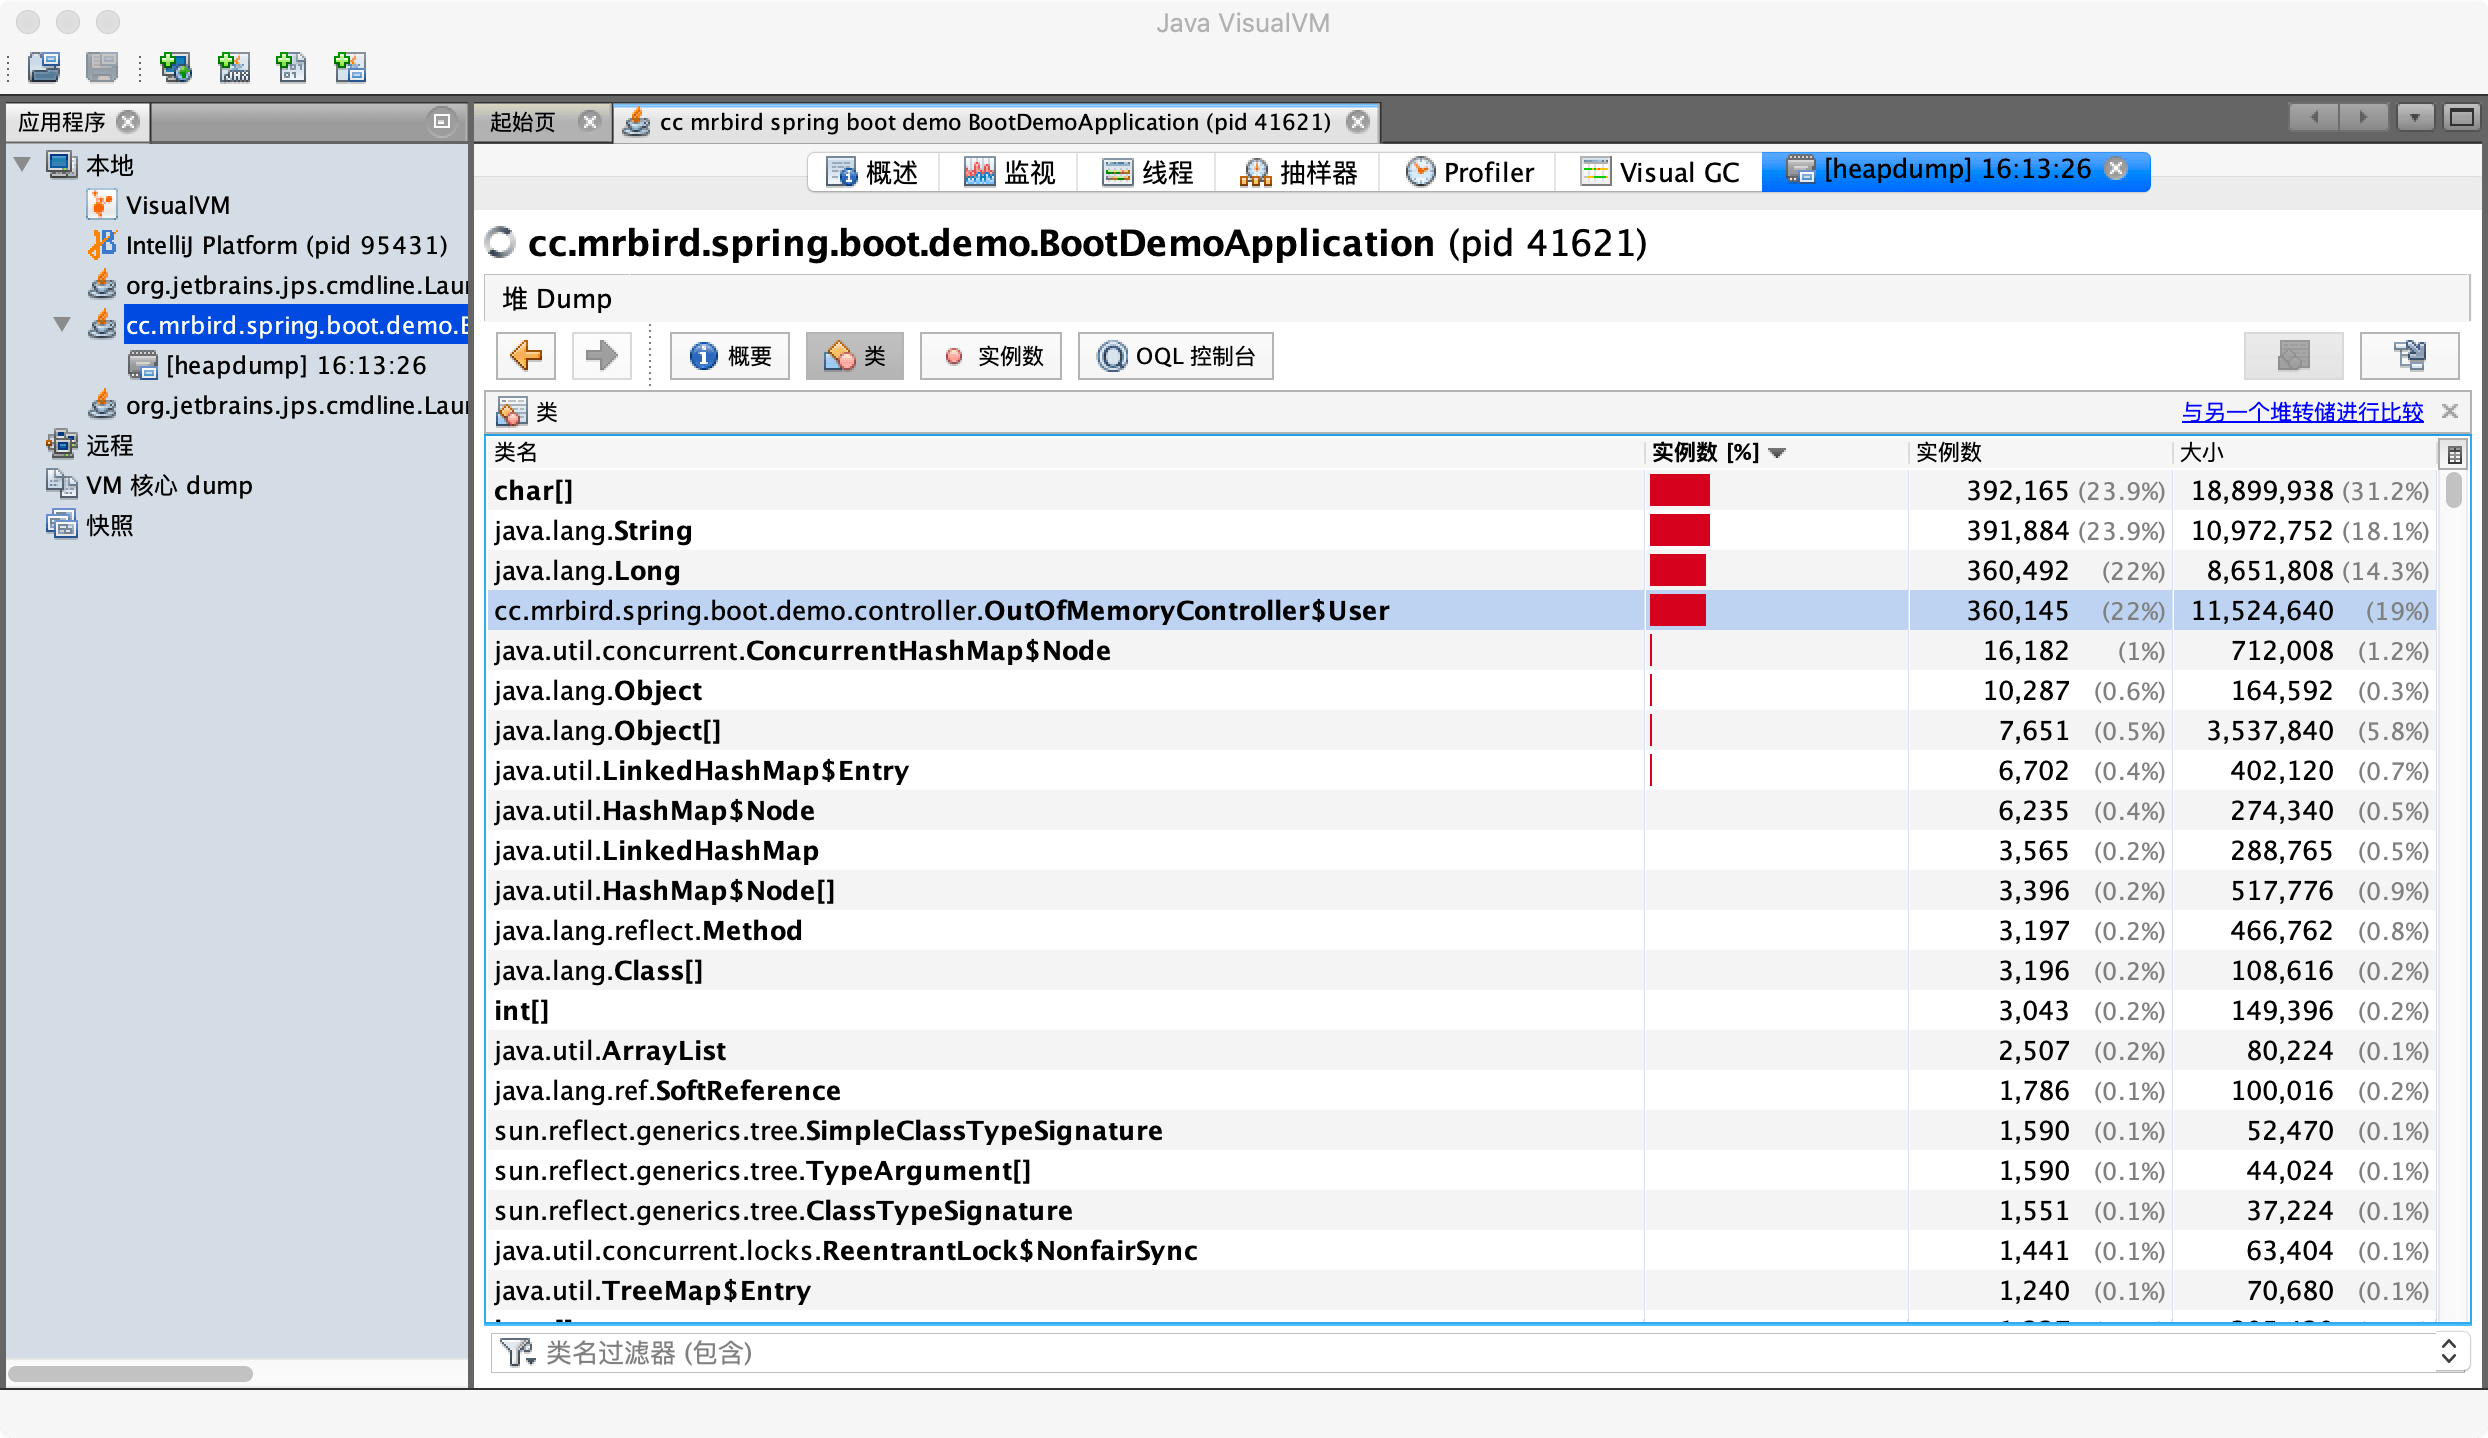 Java VisualVM
应用程序
起始页
cc mrbird spring boot demo BootDemoApplication (pid 41621)
本地
VisualVM
IntelliJ Platform (pid 95431)
org.jetbrains.jps.cmdline.Lau
cc.mrbird.spring.boot.demo.
[heapdump] 16:13:26
org.jetbrains.jps.cmdline.Lau
远程
VM 核心 dump
快照
概述 监视 线程 抽样器 Profiler Visual GC [heapdump] 16:13:26
cc.mrbird.spring.boot.demo.BootDemoApplication (pid 41621)
堆 Dump
概要 类 实例数 OQL 控制台
类 与另一个堆转储进行比较
类名 实例数 [%] 实例数 大小
char[] 392,165 (23.9%) 18,899,938 (31.2%)
java.lang.String 391,884 (23.9%) 10,972,752 (18.1%)
java.lang.Long 360,492 (22%) 8,651,808 (14.3%)
cc.mrbird.spring.boot.demo.controller.OutOfMemoryController$User 360,145 (22%) 11,524,640 (19%)
java.util.concurrent.ConcurrentHashMap$Node 16,182 (1%) 712,008 (1.2%)
java.lang.Object 10,287 (0.6%) 164,592 (0.3%)
java.lang.Object[] 7,651 (0.5%) 3,537,840 (5.8%)
java.util.LinkedHashMap$Entry 6,702 (0.4%) 402,120 (0.7%)
java.util.HashMap$Node 6,235 (0.4%) 274,340 (0.5%)
java.util.LinkedHashMap 3,565 (0.2%) 288,765 (0.5%)
java.util.HashMap$Node[] 3,396 (0.2%) 517,776 (0.9%)
java.lang.reflect.Method 3,197 (0.2%) 466,762 (0.8%)
java.lang.Class[] 3,196 (0.2%) 108,616 (0.2%)
int[] 3,043 (0.2%) 149,396 (0.2%)
java.util.ArrayList 2,507 (0.2%) 80,224 (0.1%)
java.lang.ref.SoftReference 1,786 (0.1%) 100,016 (0.2%)
sun.reflect.generics.tree.SimpleClassTypeSignature 1,590 (0.1%) 52,470 (0.1%)
sun.reflect.generics.tree.TypeArgument[] 1,590 (0.1%) 44,024 (0.1%)
sun.reflect.generics.tree.ClassTypeSignature 1,551 (0.1%) 37,224 (0.1%)
java.util.concurrent.locks.ReentrantLock$NonfairSync 1,441 (0.1%) 63,404 (0.1%)
java.util.TreeMap$Entry 1,240 (0.1%) 70,680 (0.1%)
类名过滤器 (包含)